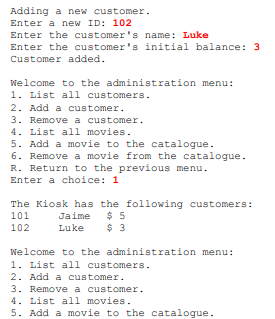 Adding a new customer.
Enter a new ID: 102
Enter the customer's name: Luke
Enter the customer's initial balance: 3
Customer added.

Welcome to the administration menu:
1. List all customers.
2. Add a customer.
3. Remove a customer.
4. List all movies.
5. Add a movie to the catalogue.
6. Remove a movie from the catalogue.
R. Return to the previous menu.
Enter a choice: 1

The Kiosk has the following customers:
101 Jaime $ 5
102 Luke $ 3

Welcome to the administration menu:
1. List all customers.
2. Add a customer.
3. Remove a customer.
4. List all movies.
5. Add a movie to the catalogue.